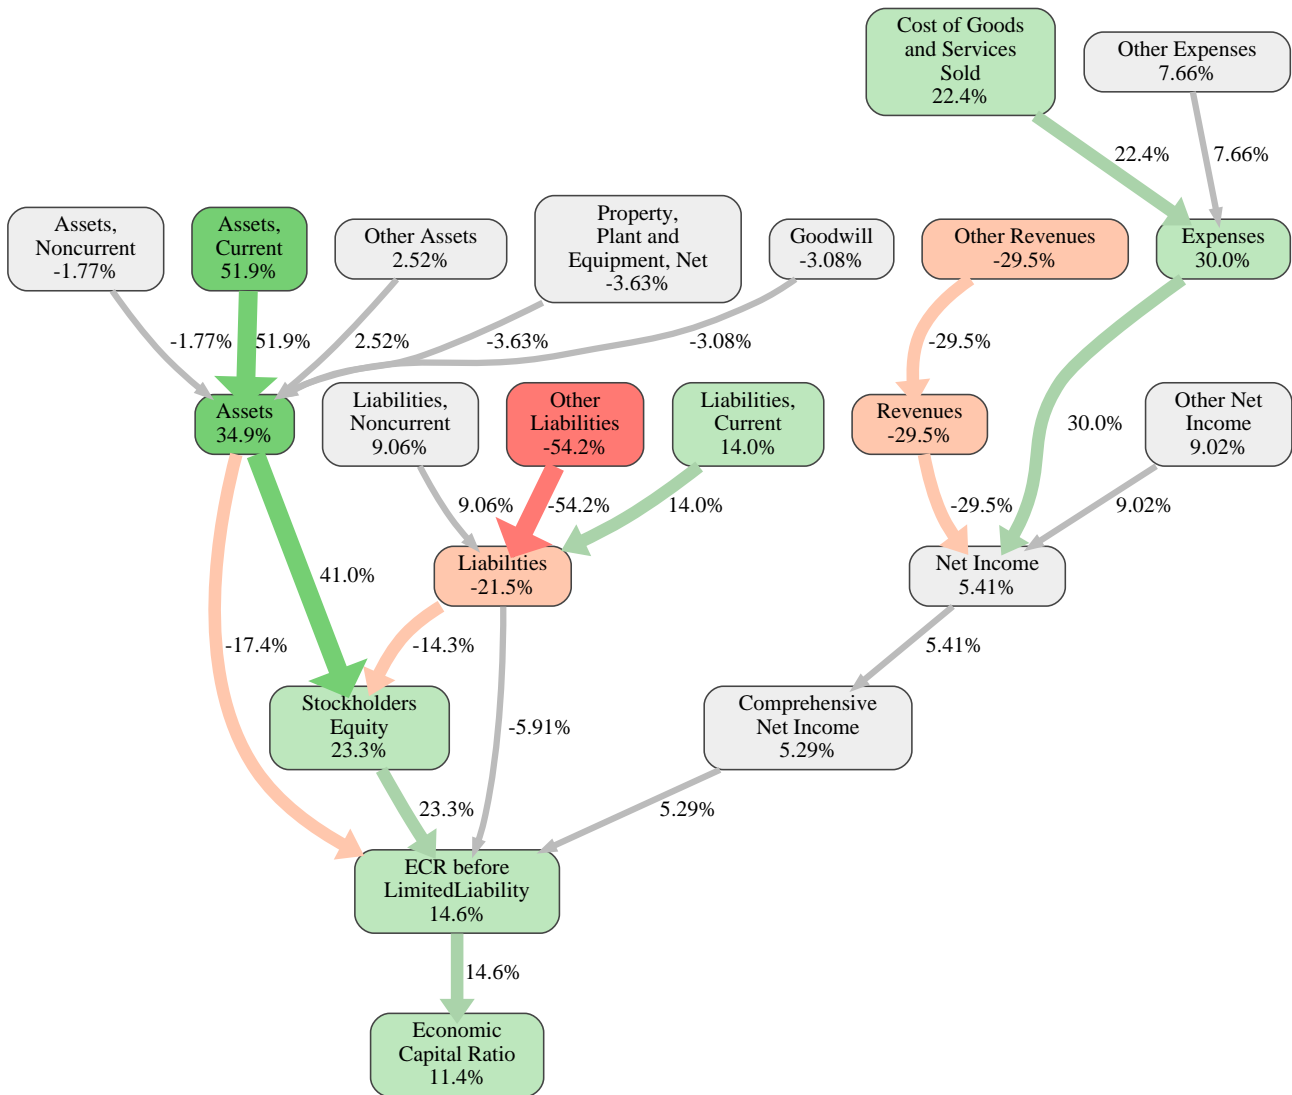 Cost of Goods
and Services
Sold
22.4%
Other Expenses
7.66%
22.4%
7.66%
Assets,
Noncurrent
-1.77%
Assets,
Current
51.9%
Other Assets
2.52%
Property,
Plant and
Equipment, Net
-3.63%
Goodwill
-3.08%
Other Revenues
-29.5%
Expenses
30.0%
-1.77%
51.9%
2.52%
-3.63%
-3.08%
-29.5%
30.0%
Assets
34.9%
Liabilities,
Noncurrent
9.06%
Other
Liabilities
-54.2%
Liabilities,
Current
14.0%
Revenues
-29.5%
Other Net
Income
9.02%
9.06%
-54.2%
14.0%
-29.5%
9.02%
41.0%
Liabilities
-21.5%
Net Income
5.41%
-17.4%
-14.3%
5.41%
Stockholders
Equity
23.3%
-5.91%
Comprehensive
Net Income
5.29%
23.3%
5.29%
ECR before
LimitedLiability
14.6%
14.6%
Economic
Capital Ratio
11.4%